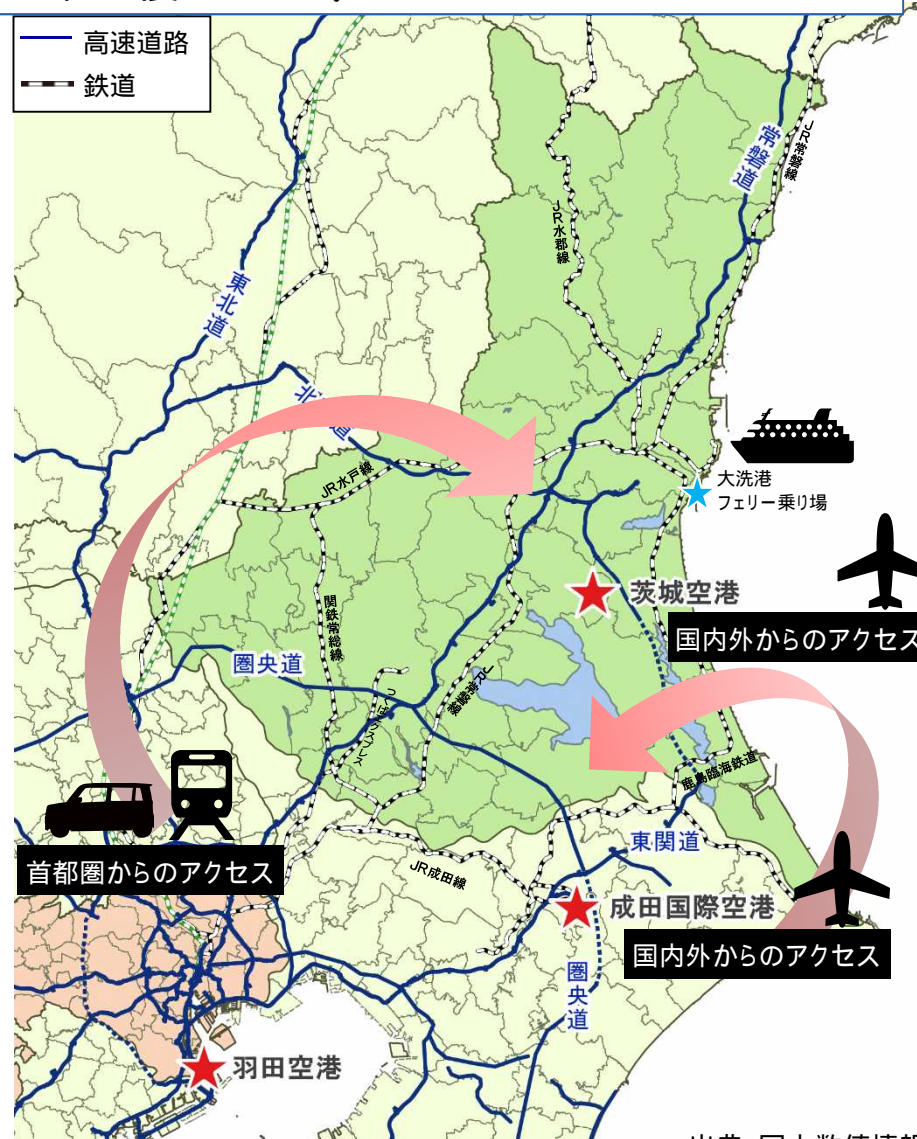 高速道路
鉄道
常磐道
JR常磐線
JR水郡線
東北道
北
道
JR水戸線
大洗港
フェリー乗り場
茨城空港
国内外からのアクセス
関鉄常総線
圏央道
JR常磐線
つくばエクスプレス
鹿島臨海鉄道
首都圏からのアクセス
東関道
JR成田線
成田国際空港
国内外からのアクセス
圏央道
羽田空港